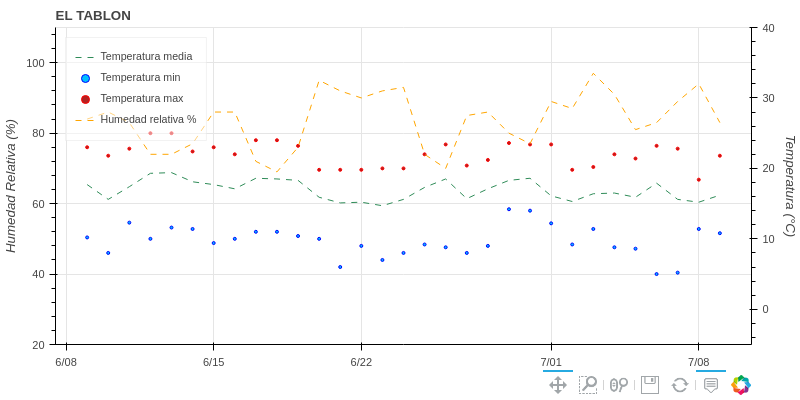 EL TABLON
Temperatura media
Temperatura min
Temperatura max
Humedad relativa %
Humedad Relativa (%)
100
80
60
40
20
40
30
20
10
0
Temperatura (°C)
6/08
6/15
6/22
7/01
7/08